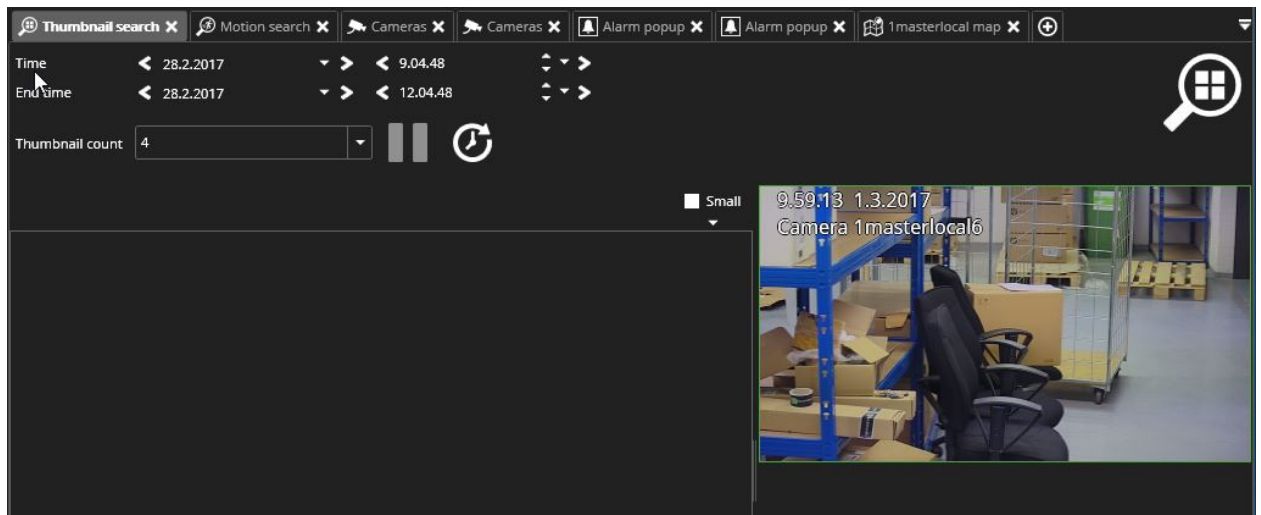 Thumbnail search Motion search Cameras Cameras Alarm popup Alarm popup 1masterlocal map
Time 28.2.2017 9.04.48
End time 28.2.2017 12.04.48
Thumbnail count 4
Small
9.59.13 1.3.2017
Camera 1masterlocal6